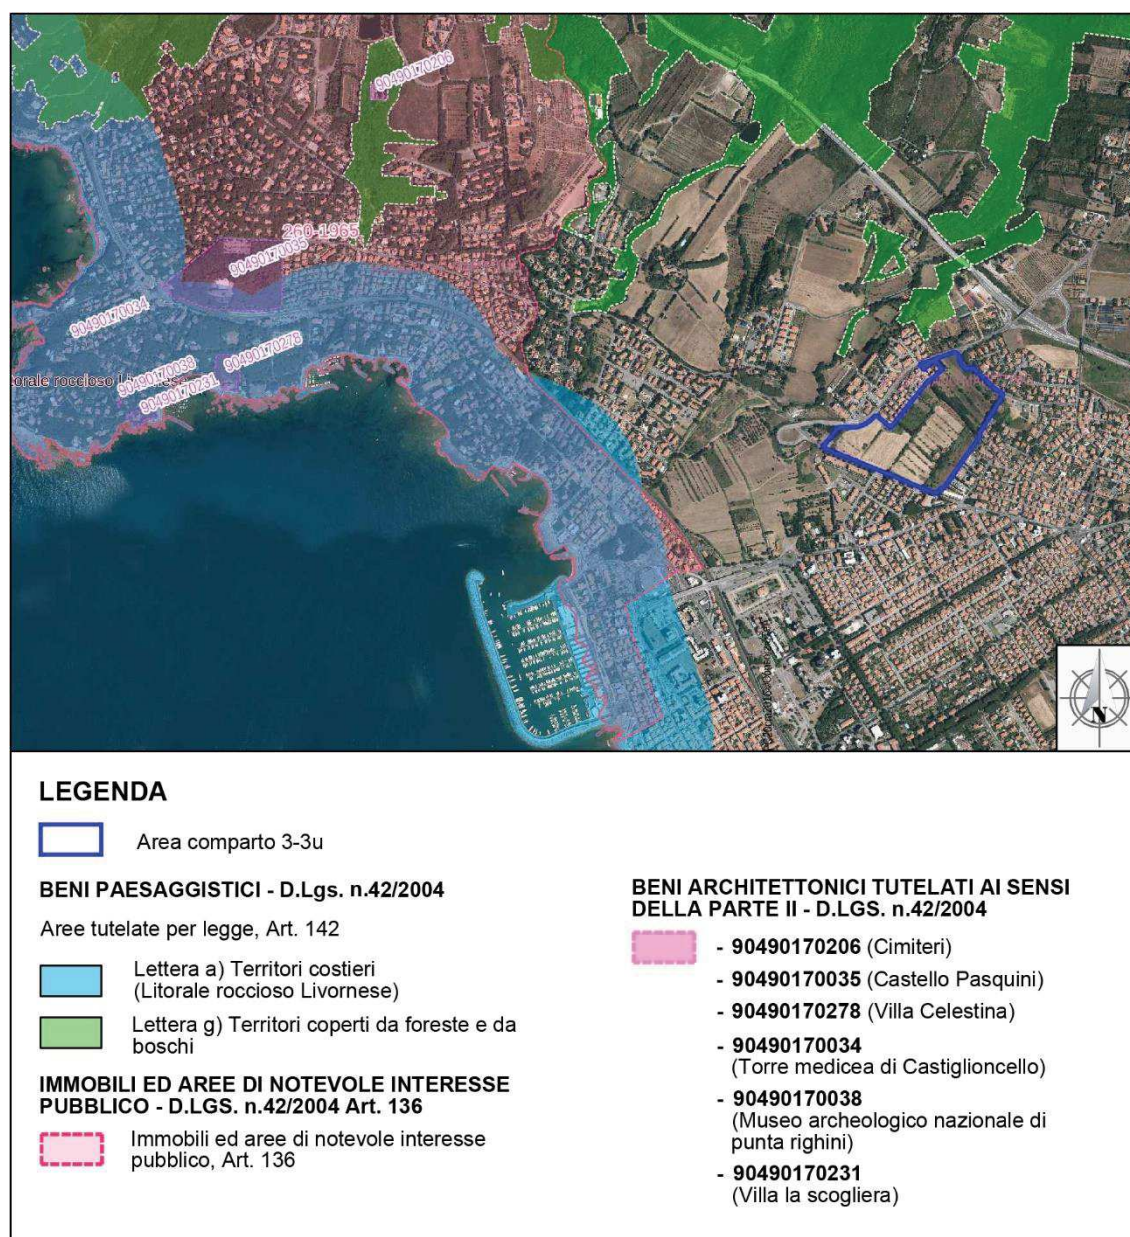 90490170206
260-1965
90490170035
90490170034
90490170278
90490170038
90490170231
orale roccioso
N
LEGENDA
Area comparto 3-3u
BENI PAESAGGISTICI - D.Lgs. n.42/2004
Aree tutelate per legge, Art. 142
Lettera a) Territori costieri
(Litorale roccioso Livornese)
Lettera g) Territori coperti da foreste e da
boschi
IMMOBILI ED AREE DI NOTEVOLE INTERESSE
PUBBLICO - D.LGS. n.42/2004 Art. 136
Immobili ed aree di notevole interesse
pubblico, Art. 136
BENI ARCHITETTONICI TUTELATI AI SENSI
DELLA PARTE II - D.LGS. n.42/2004
- 90490170206 (Cimiteri)
- 90490170035 (Castello Pasquini)
- 90490170278 (Villa Celestina)
- 90490170034
(Torre medicea di Castiglioncello)
- 90490170038
(Museo archeologico nazionale di
punta righini)
- 90490170231
(Villa la scogliera)